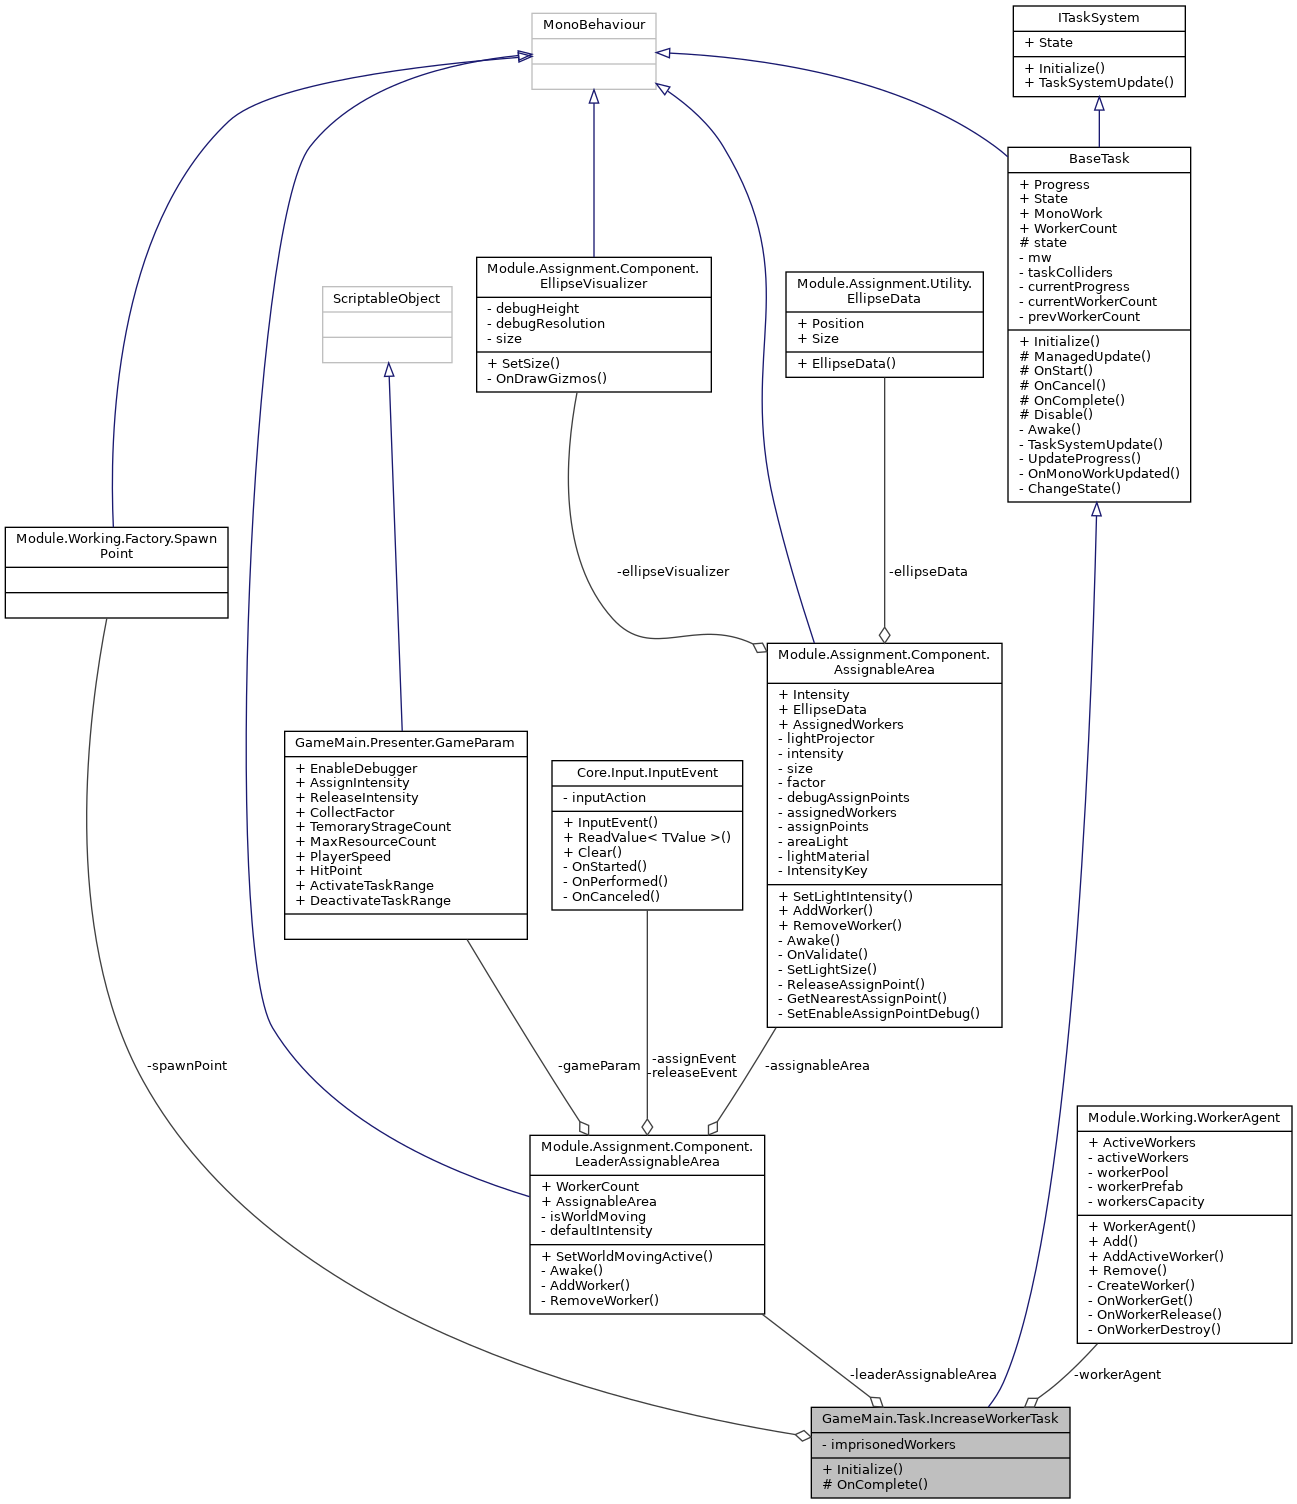 MonoBehaviour
ITaskSystem
+ State
+ Initialize()
+ TaskSystemUpdate()
BaseTask
+ Progress
+ State
+ MonoWork
+ WorkerCount
# state
- mw
- taskColliders
- currentProgress
- currentWorkerCount
- prevWorkerCount
+ Initialize()
# ManagedUpdate()
# OnStart()
# OnCancel()
# OnComplete()
# Disable()
- Awake()
- TaskSystemUpdate()
- UpdateProgress()
- OnMonoWorkUpdated()
- ChangeState()
Module.Assignment.Component.
EllipseVisualizer
- debugHeight
- debugResolution
- size
+ SetSize()
- OnDrawGizmos()
Module.Assignment.Utility.
EllipseData
+ Position
+ Size
+ EllipseData()
ScriptableObject
Module.Working.Factory.Spawn
Point
-ellipseVisualizer
-ellipseData
Module.Assignment.Component.
AssignableArea
+ Intensity
+ EllipseData
+ AssignedWorkers
- lightProjector
- intensity
- size
- factor
- debugAssignPoints
- assignedWorkers
- assignPoints
- areaLight
- lightMaterial
- IntensityKey
+ SetLightIntensity()
+ AddWorker()
+ RemoveWorker()
- Awake()
- OnValidate()
- SetLightSize()
- ReleaseAssignPoint()
- GetNearestAssignPoint()
- SetEnableAssignPointDebug()
GameMain.Presenter.GameParam
+ EnableDebugger
+ AssignIntensity
+ ReleaseIntensity
+ CollectFactor
+ TemoraryStrageCount
+ MaxResourceCount
+ PlayerSpeed
+ HitPoint
+ ActivateTaskRange
+ DeactivateTaskRange
Core.Input.InputEvent
- inputAction
+ InputEvent()
+ ReadValue< TValue >()
+ Clear()
- OnStarted()
- OnPerformed()
- OnCanceled()
-spawnPoint
-gameParam
-assignEvent
-releaseEvent
-assignableArea
Module.Assignment.Component.
LeaderAssignableArea
+ WorkerCount
+ AssignableArea
- isWorldMoving
- defaultIntensity
+ SetWorldMovingActive()
- Awake()
- AddWorker()
- RemoveWorker()
Module.Working.WorkerAgent
+ ActiveWorkers
- activeWorkers
- workerPool
- workerPrefab
- workersCapacity
+ WorkerAgent()
+ Add()
+ AddActiveWorker()
+ Remove()
- CreateWorker()
- OnWorkerGet()
- OnWorkerRelease()
- OnWorkerDestroy()
-leaderAssignableArea
-workerAgent
GameMain.Task.IncreaseWorkerTask
- imprisonedWorkers
+ Initialize()
# OnComplete()